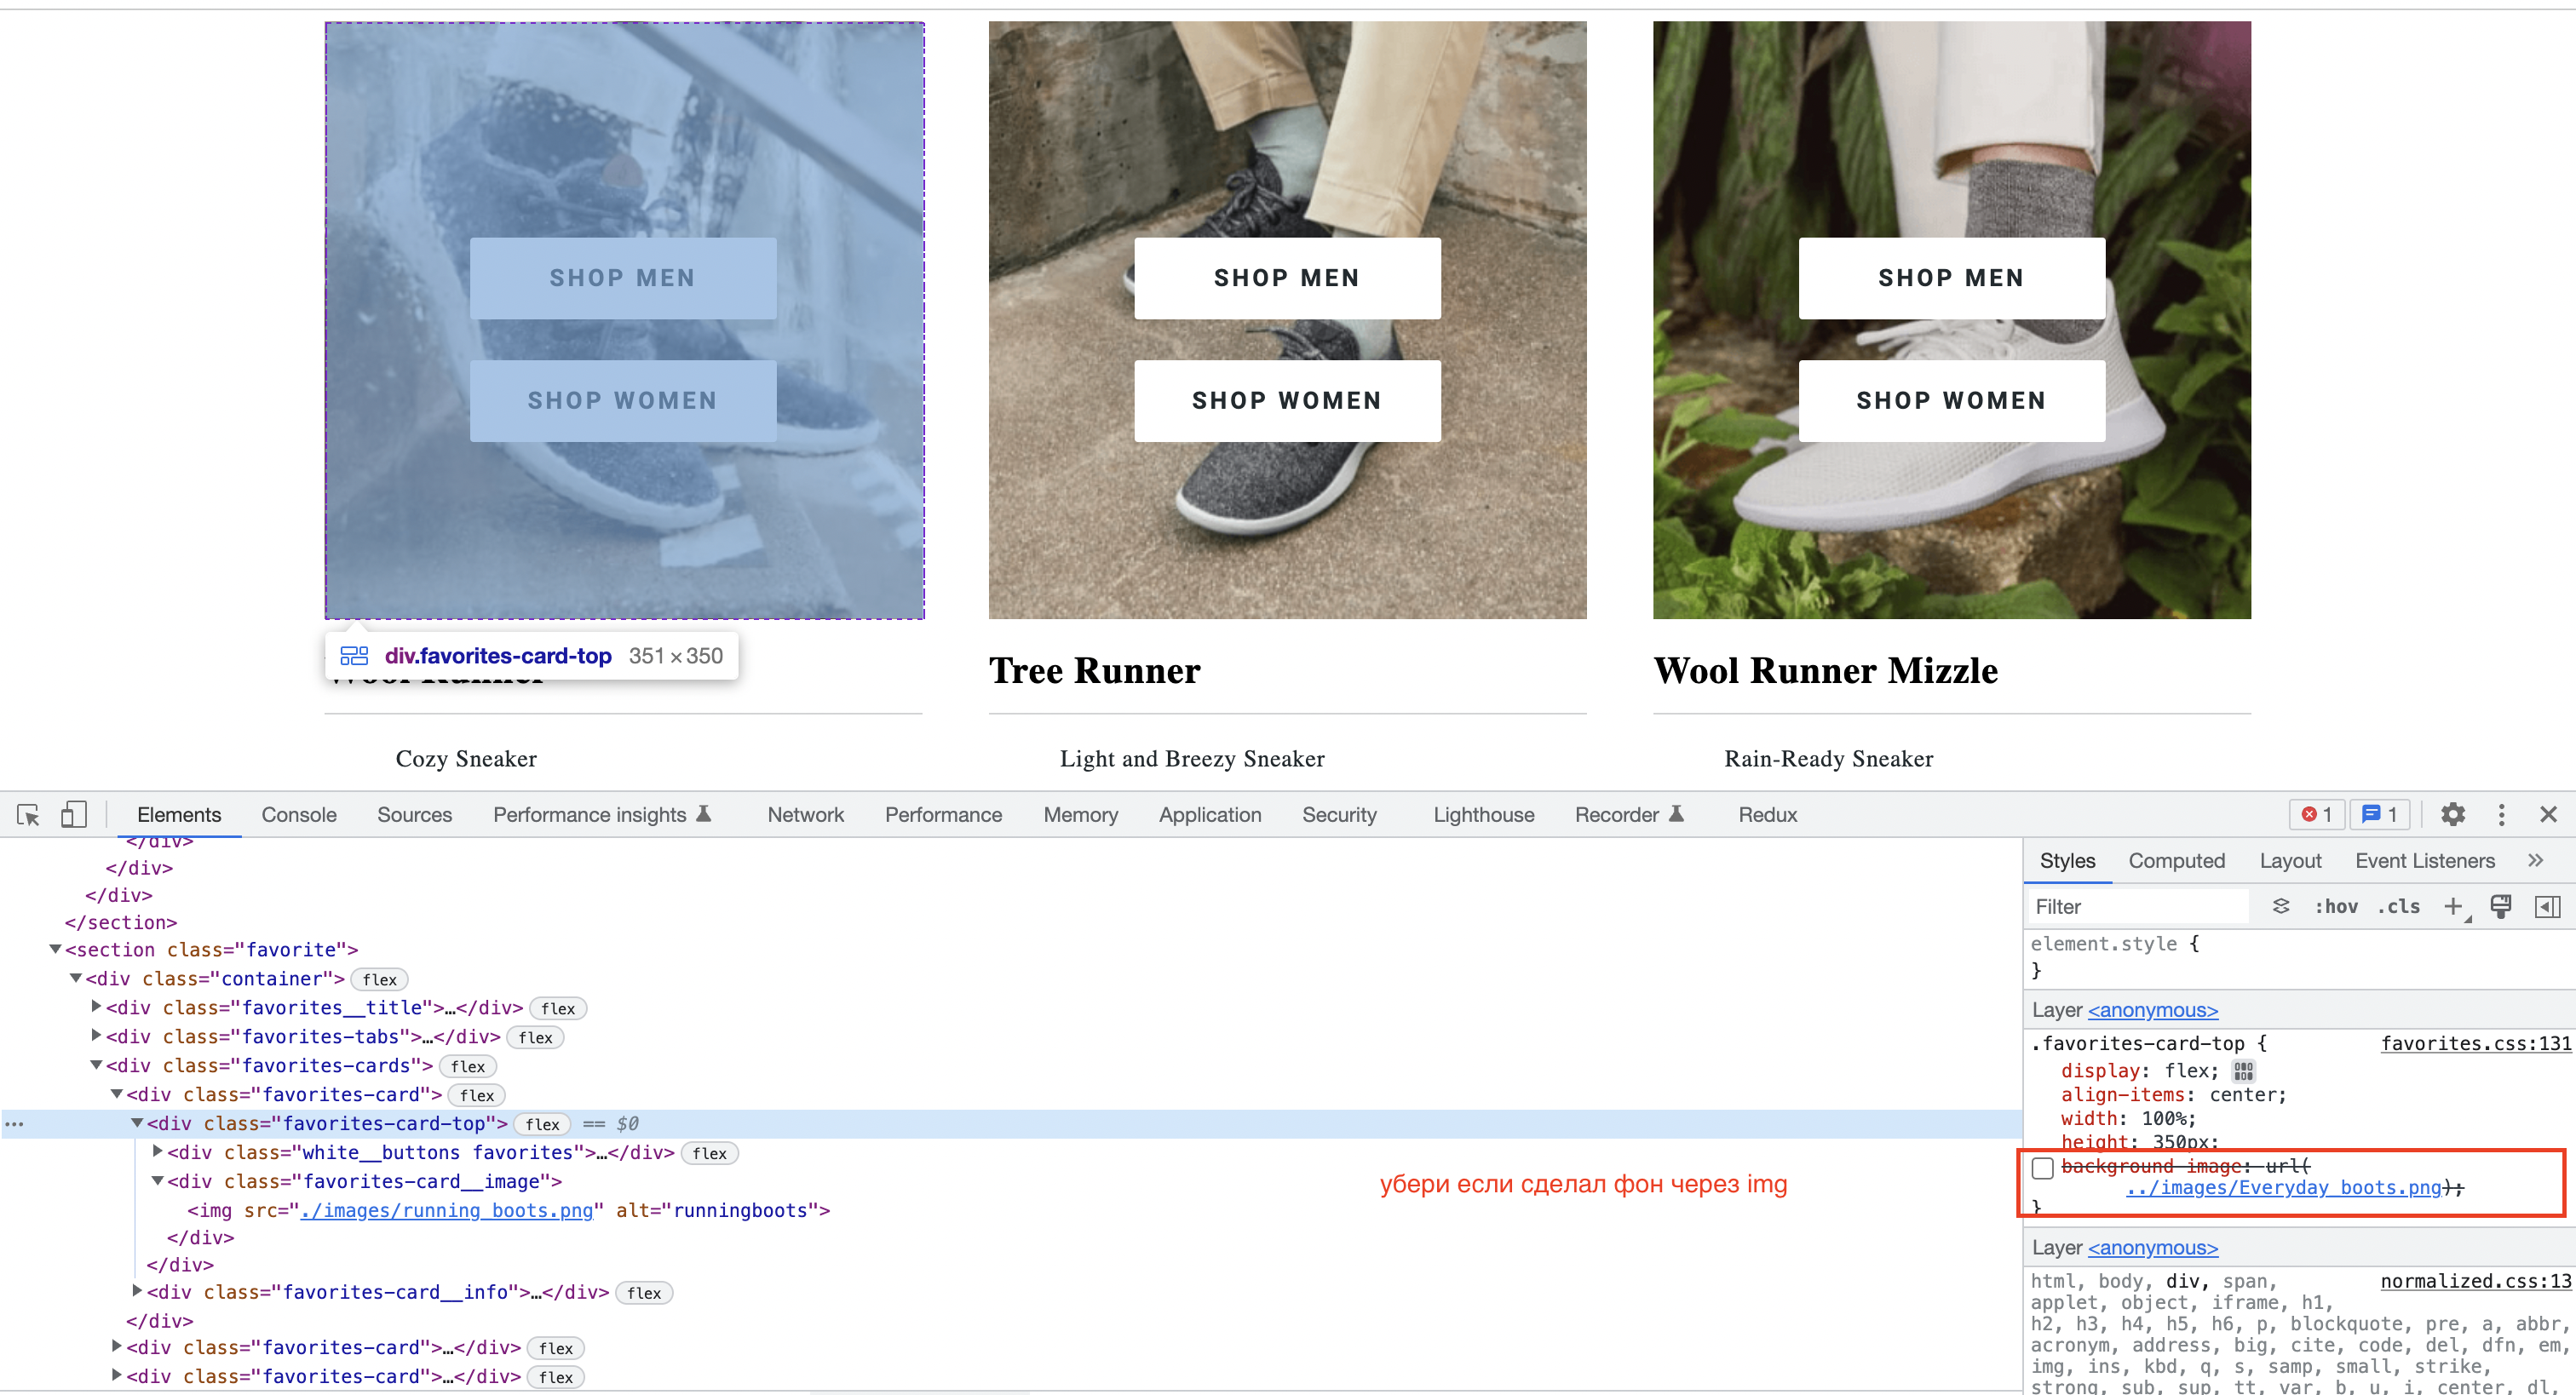 SHOP MEN
SHOP WOMEN
SHOP MEN
SHOP WOMEN
SHOP MEN
SHOP WOMEN
div.favorites-card-top 351×350
Wool Runner
Tree Runner
Wool Runner Mizzle
Cozy Sneaker
Light and Breezy Sneaker
Rain-Ready Sneaker
Elements Console Sources Performance insights Network Performance Memory Application Security Lighthouse Recorder Redux 1 1
</div>
</div>
</div>
</section>
<section class="favorite">
<div class="container"> flex
<div class="favorites__title">…</div> flex
<div class="favorites-tabs">…</div> flex
<div class="favorites-cards"> flex
<div class="favorites-card"> flex
<div class="favorites-card-top"> flex == $0
<div class="white__buttons favorites">…</div> flex
<div class="favorites-card__image">
<img src="./images/running_boots.png" alt="runningboots">
</div>
</div>
<div class="favorites-card__info">…</div> flex
</div>
<div class="favorites-card">…</div> flex
<div class="favorites-card">…</div> flex
убери если сделал фон через img
Styles Computed Layout Event Listeners
Filter :hov .cls
element.style {
}
Layer <anonymous>
.favorites-card-top { favorites.css:131
display: flex;
align-items: center;
width: 100%;
height: 350px;
background-image: url(
../images/Everyday_boots.png);
}
Layer <anonymous>
html, body, div, span, normalized.css:13
applet, object, iframe, h1,
h2, h3, h4, h5, h6, p, blockquote, pre, a, abbr,
acronym, address, big, cite, code, del, dfn, em,
img, ins, kbd, q, s, samp, small, strike,
strong, sub, sup, tt, var, b, u, i, center, dl,